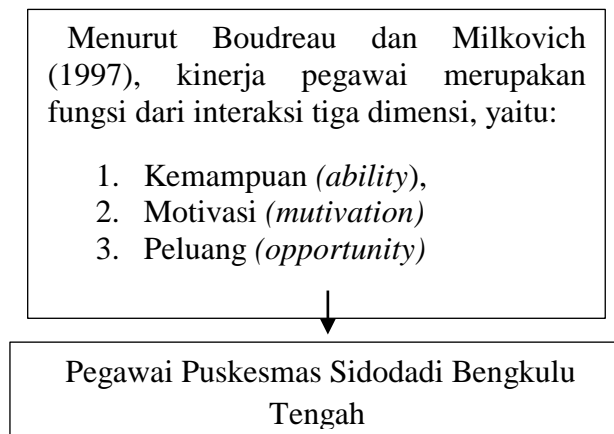 Menurut Boudreau dan Milkovich
(1997), kinerja pegawai merupakan
fungsi dari interaksi tiga dimensi, yaitu:
1. Kemampuan (ability),
2. Motivasi (mutivation)
3. Peluang (opportunity)
Pegawai Puskesmas Sidodadi Bengkulu
Tengah